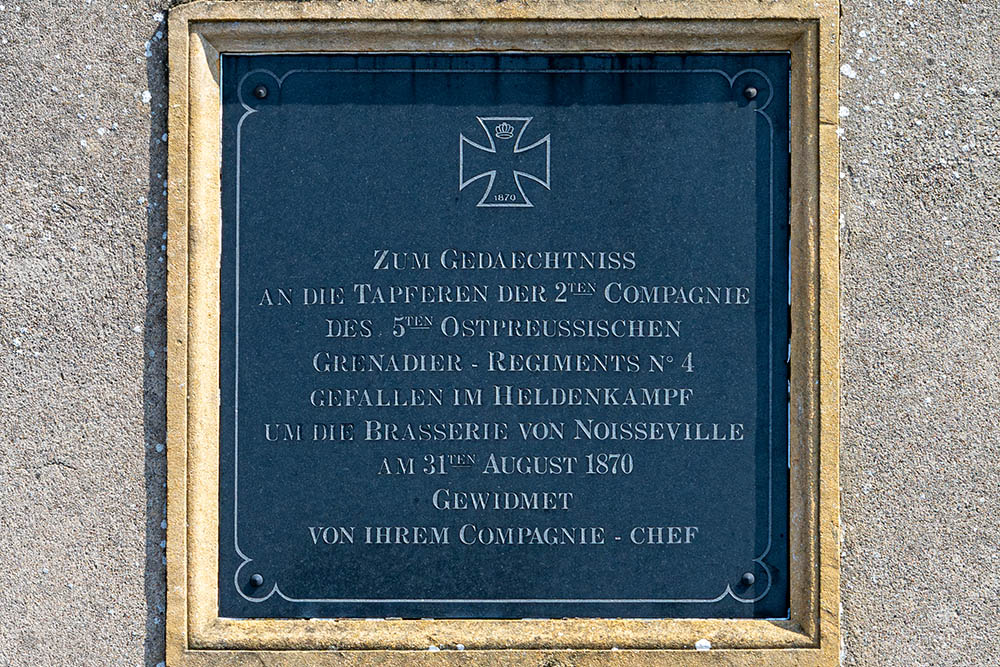 1870
ZUM GEDAECHTNISS
AN DIE TAPFEREN DER 2TEN COMPAGNIE
DES 5TEN OSTPREUSSISCHEN
GRENADIER - REGIMENTS N° 4
GEFALLEN IM HELDENKAMPF
UM DIE BRASSERIE VON NOISSEVILLE
AM 31TEN AUGUST 1870
GEWIDMET
VON IHREM COMPAGNIE - CHEF